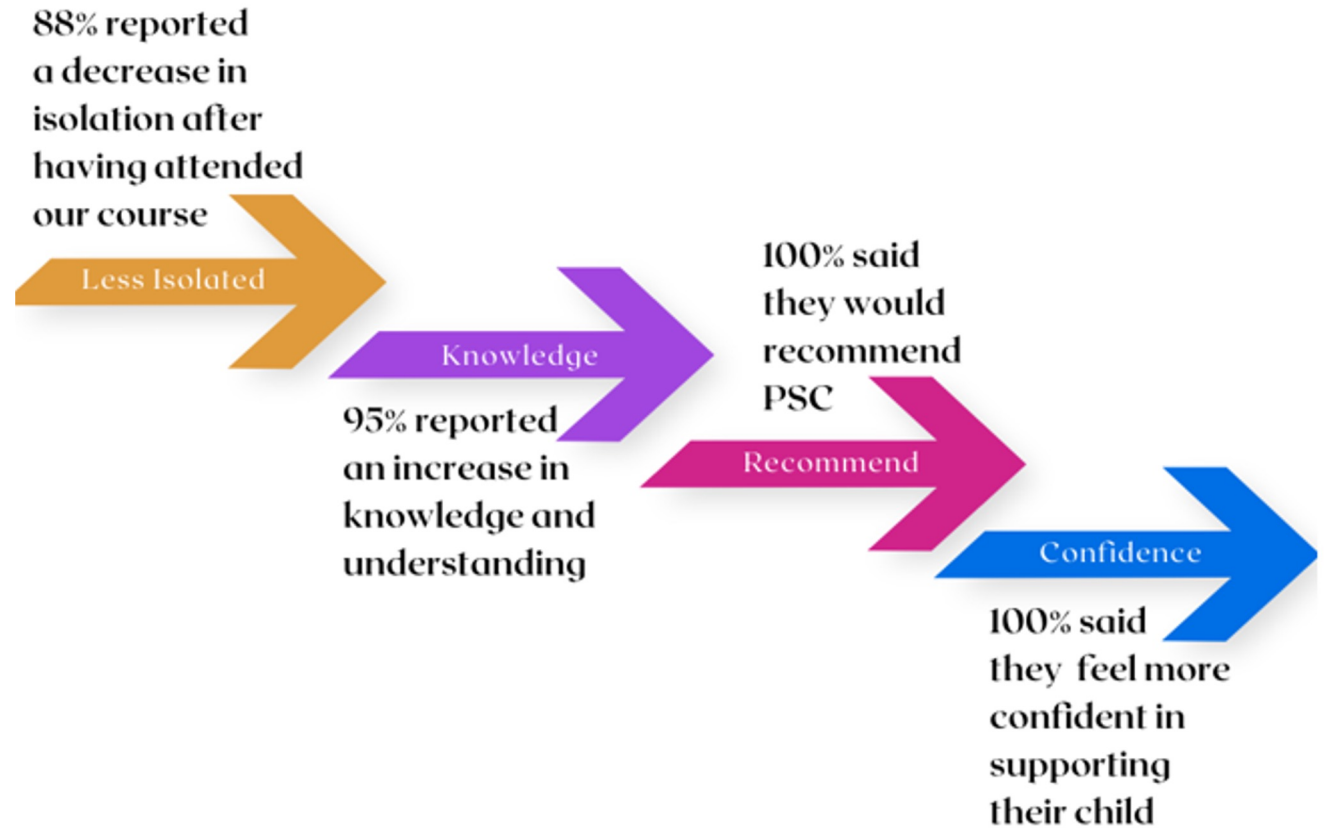 88% reported
a decrease in
isolation after
having attended
our course
Less Isolated
Knowledge
95% reported
an increase in
knowledge and
understanding
100% said
they would
recommend
PSC
Recommend
Confidence
100% said
they feel more
confident in
supporting
their child